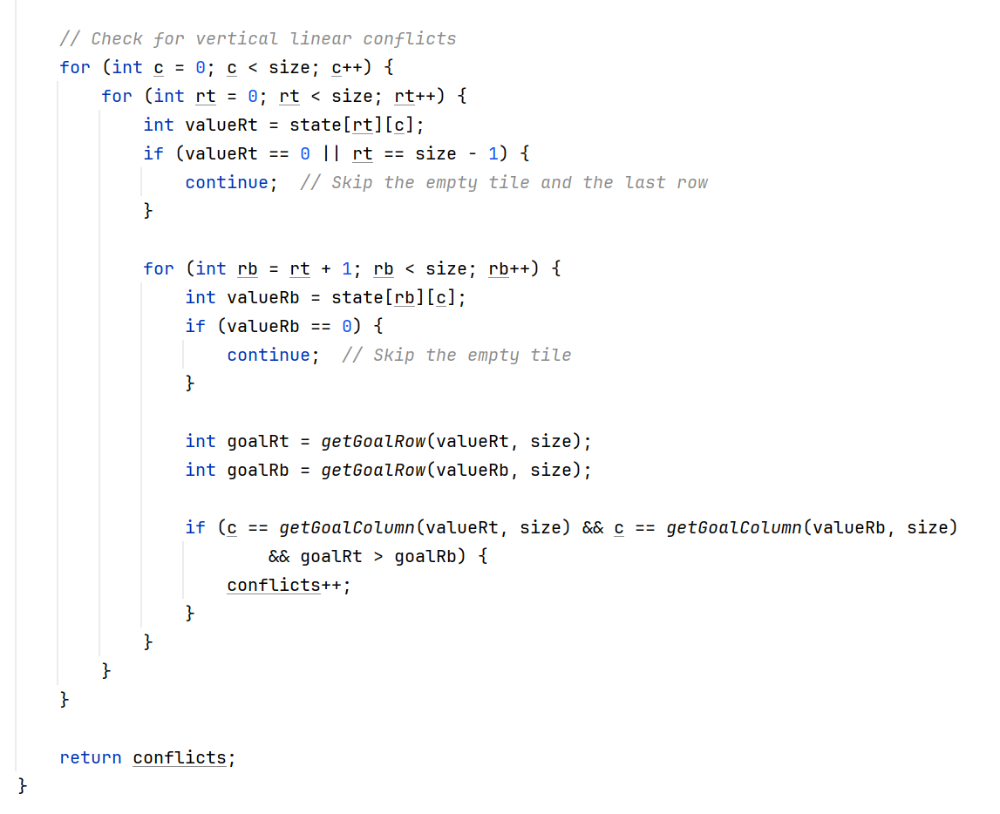 // Check for vertical linear conflicts
for (int c = 0; c < size; c++) {
for (int rt = 0; rt < size; rt++) {
int valueRt = state[rt][c];
if (valueRt == 0 || rt == size - 1) {
continue;  // Skip the empty tile and the last row
}
for (int rb = rt + 1; rb < size; rb++) {
int valueRb = state[rb][c];
if (valueRb == 0) {
continue;  // Skip the empty tile
}
int goalRt = getGoalRow(valueRt, size);
int goalRb = getGoalRow(valueRb, size);
if (c == getGoalColumn(valueRt, size) && c == getGoalColumn(valueRb, size)
&& goalRt > goalRb) {
conflicts++;
}
}
}
}
return conflicts;
}